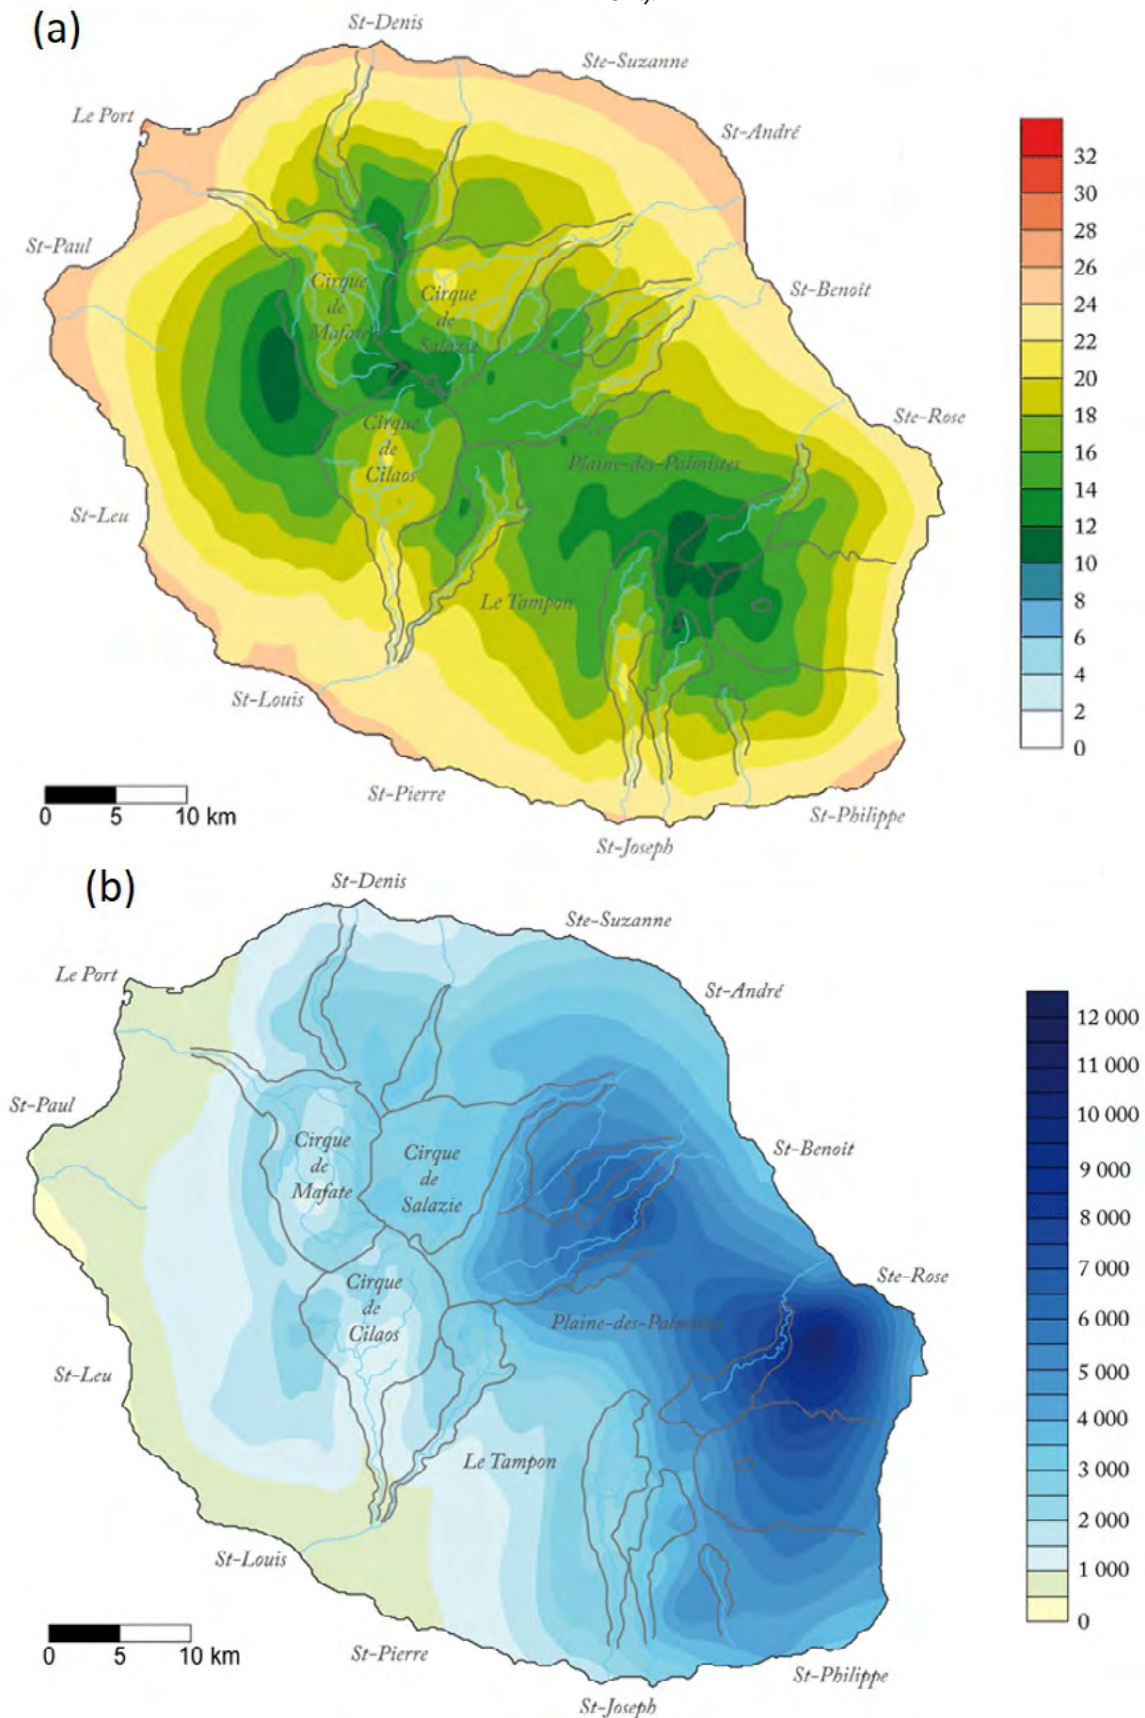 (a)
St-Denis
Ste-Suzanne
Le Port
St-André
St-Paul
Cirque
de
Mafate
Cirque
de
Salazie
St-Benoit
Cirque
de
Cilaos
Ste-Rose
Plaine-des-Palmistes
St-Leu
Le Tampon
St-Louis
St-Pierre
St-Philippe
St-Joseph
0 5 10 km
32
30
28
26
24
22
20
18
16
14
12
10
8
6
4
2
0
(b)
St-Denis
Ste-Suzanne
Le Port
St-André
St-Paul
Cirque
de
Mafate
Cirque
de
Salazie
St-Benoit
Cirque
de
Cilaos
Ste-Rose
Plaine-des-Palmistes
St-Leu
Le Tampon
St-Louis
St-Pierre
St-Philippe
St-Joseph
0 5 10 km
12 000
11 000
10 000
9 000
8 000
7 000
6 000
5 000
4 000
3 000
2 000
1 000
0